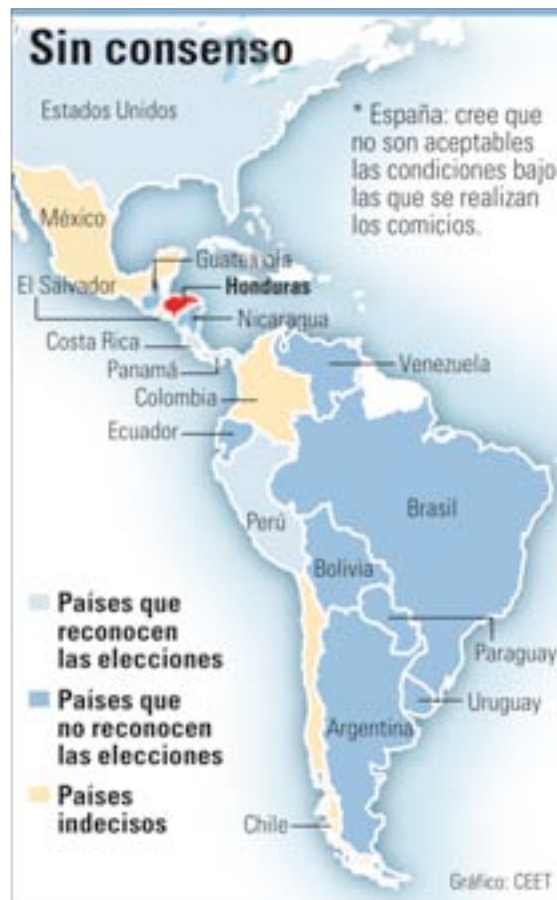 Sin consenso
Estados Unidos
* España: cree que
no son aceptables
las condiciones bajo
las que se realizan
los comicios.
México
El Salvador
Honduras
Nicaragua
Costa Rica
Panamá
Venezuela
Colombia
Ecuador
Brasil
Perú
Bolivia
Paraguay
Uruguay
Argentina
Chile
Países que
reconocen
las elecciones
Países que
no reconocen
las elecciones
Países
indecisos
Gráfico: CEET